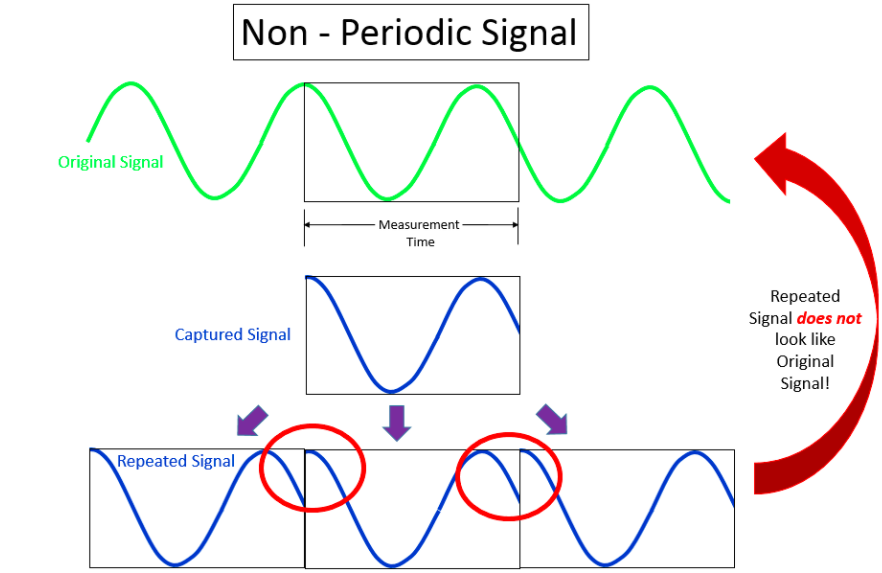 Non - Periodic Signal
Original Signal
Measurement
Time
Captured Signal
Repeated
Signal does not
look like
Original
Signal!
Repeated Signal